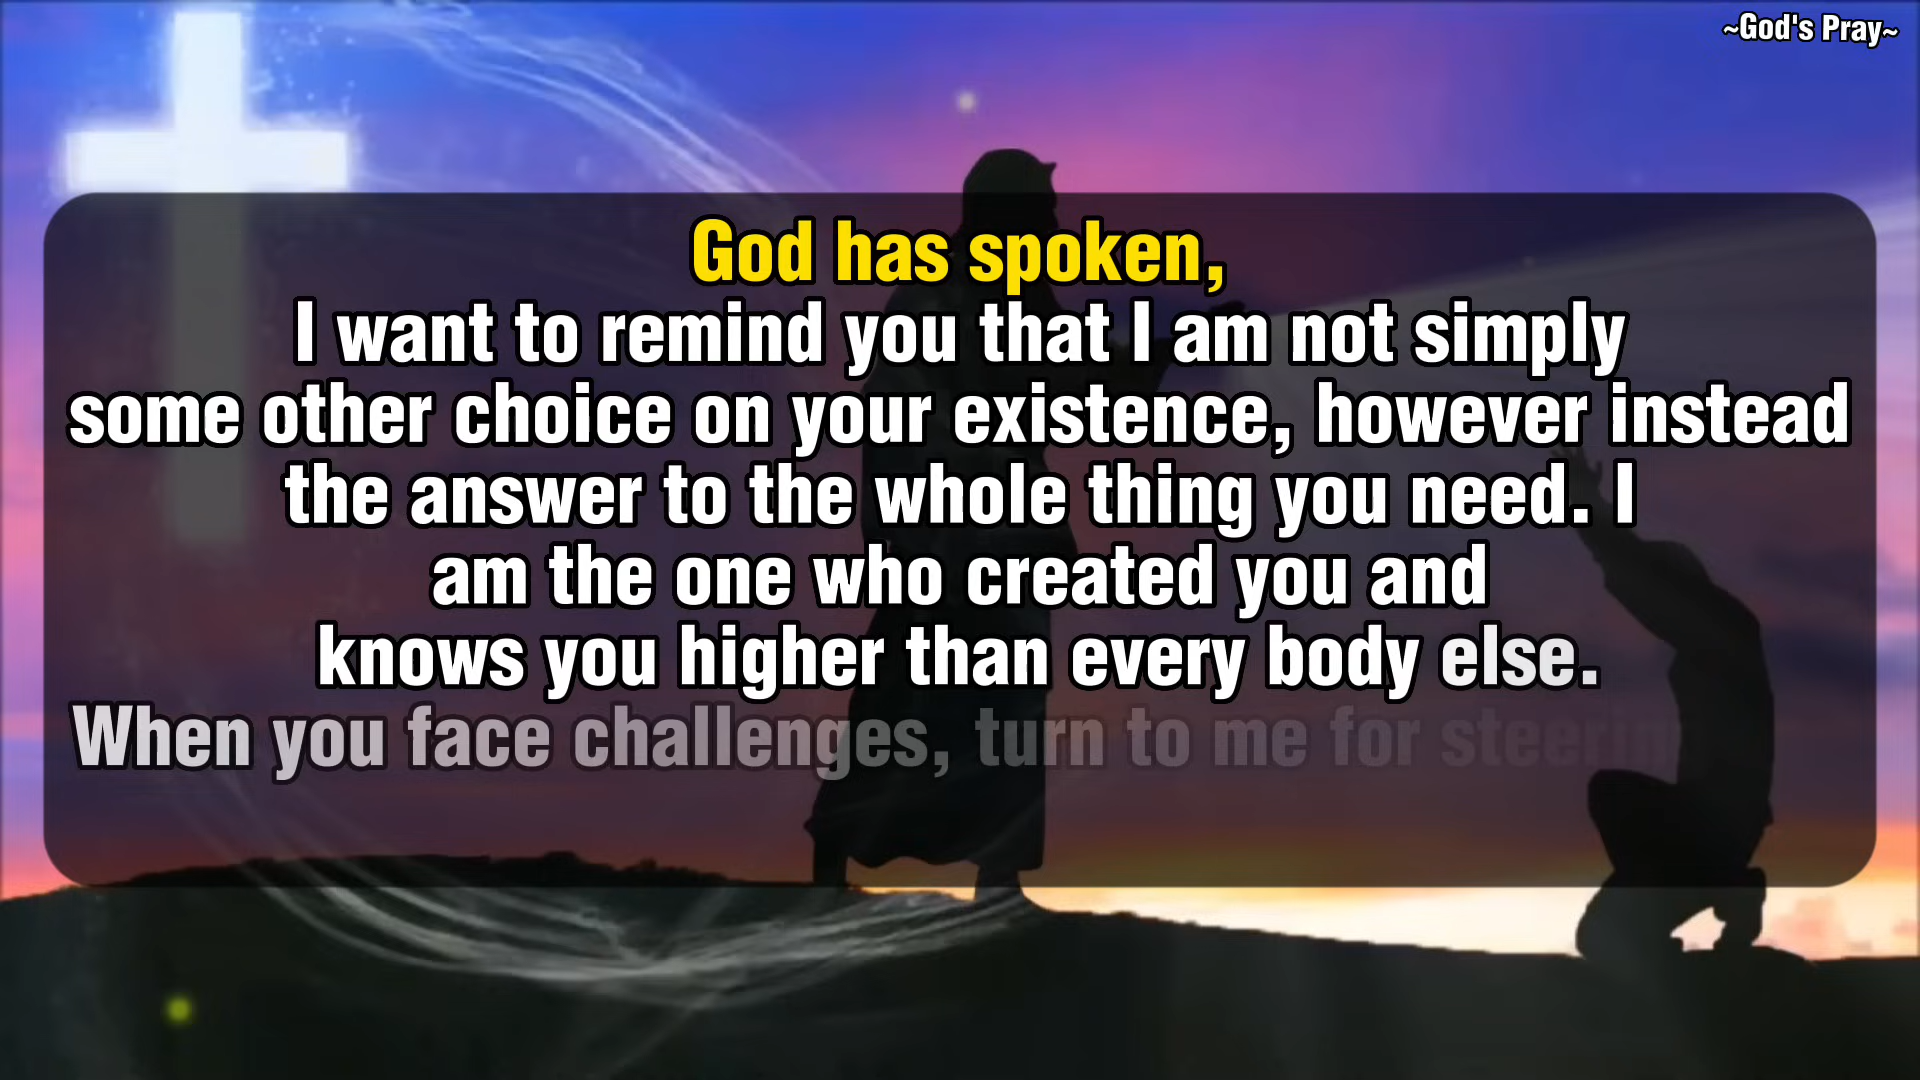 ~God's Pray~
God has spoken,
I want to remind you that I am not simply
some other choice on your existence, however instead
the answer to the whole thing you need. I
am the one who created you and
knows you higher than every body else.
When you face challenges, turn to me for